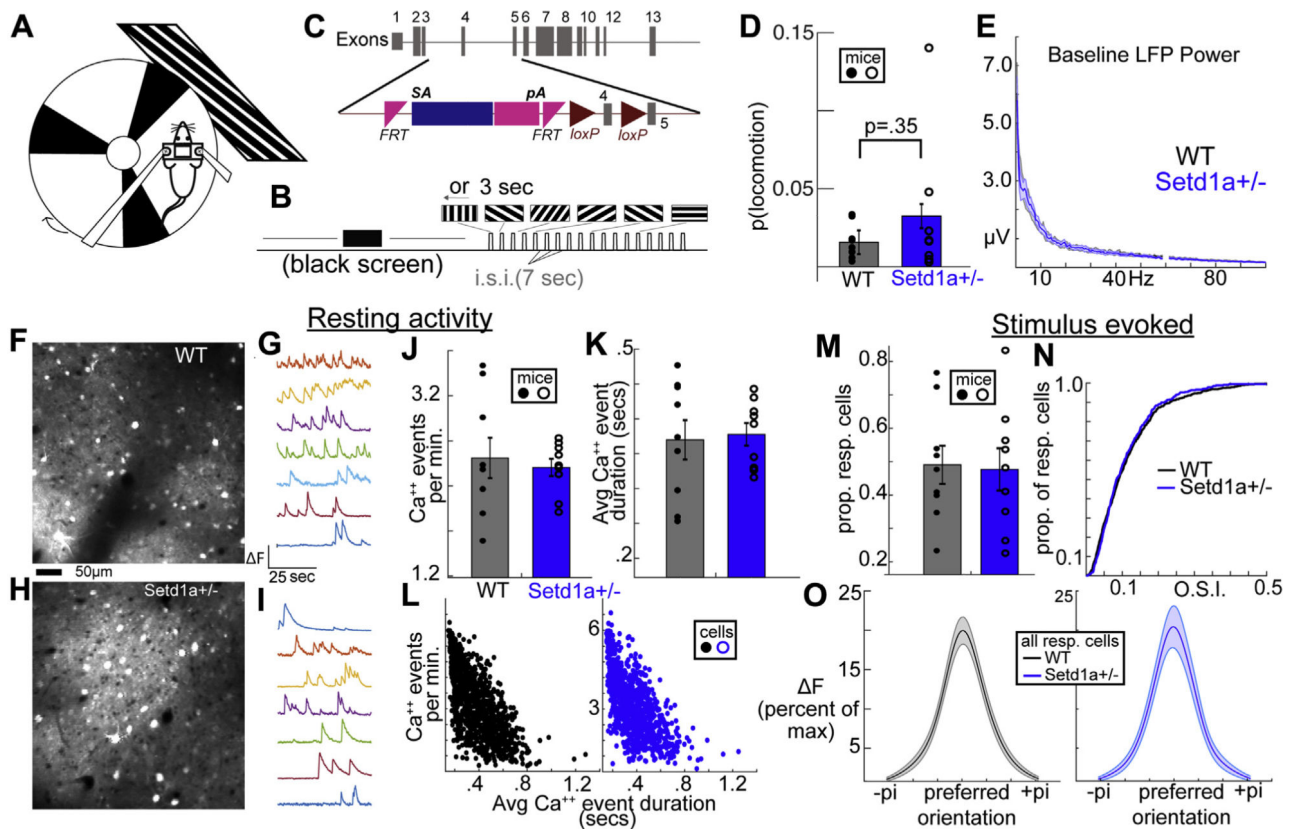 A
B
or 3 sec
(black screen)
i.s.i.(7 sec)
C
Exons
1 2 3 4 5 6 7 8 10 12 13
SA pA 4
FRT FRT loxP loxP 5
D
0.15
mice
p=.35
0.05
p(locomotion)
WT Setd1a+/-
E
Baseline LFP Power
7.0
5.0
3.0
µV
WT
Setd1a+/-
10 40 Hz 80
Resting activity
Stimulus evoked
F
WT
G
ΔF
25 sec
50µm
H
Setd1a+/-
I
J
Ca++ events
per min.
3.2
1.2
mice
WT Setd1a+/-
K
Avg Ca++ event
duration (secs)
.5
.2
L
Ca++ events
per min.
6
3
cells
.4 .8 1.2 .4 .8 1.2
Avg Ca++ event duration
(secs)
M
prop. resp. cells
0.8
0.6
0.4
0.2
mice
N
prop. of resp. cells
1.0
0.1
WT
Setd1a+/-
0.1 O.S.I. 0.5
O
ΔF
(percent of
max)
25
15
5
25
all resp. cells
WT
Setd1a+/-
-pi preferred +pi
orientation
-pi preferred +pi
orientation